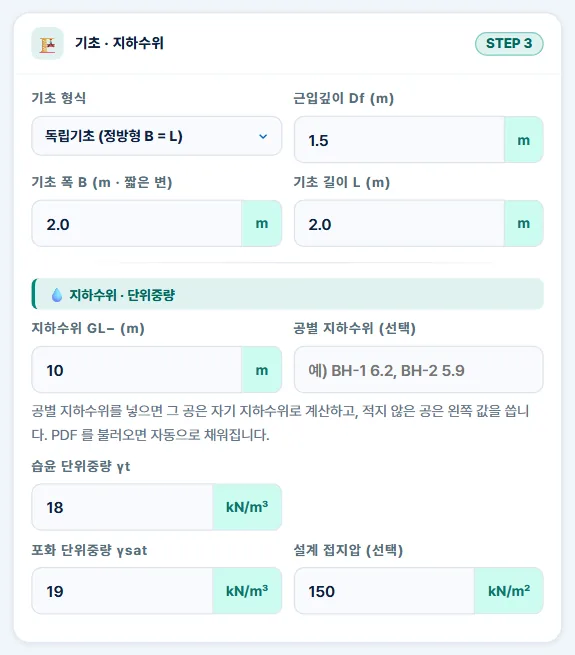 기초 · 지하수위
STEP 3
기초 형식
근입깊이 Df (m)
독립기초 (정방형 B = L)
1.5
m
기초 폭 B (m · 짧은 변)
기초 길이 L (m)
2.0
m
2.0
m
지하수위 · 단위중량
지하수위 GL− (m)
공별 지하수위 (선택)
10
m
예) BH-1 6.2, BH-2 5.9
공별 지하수위를 넣으면 그 공은 자기 지하수위로 계산하고, 적지 않은 공은 왼쪽 값을 씁니
다. PDF 를 불러오면 자동으로 채워집니다.
습윤 단위중량 γt
18
kN/m³
포화 단위중량 γsat
설계 접지압 (선택)
19
kN/m³
150
kN/m²